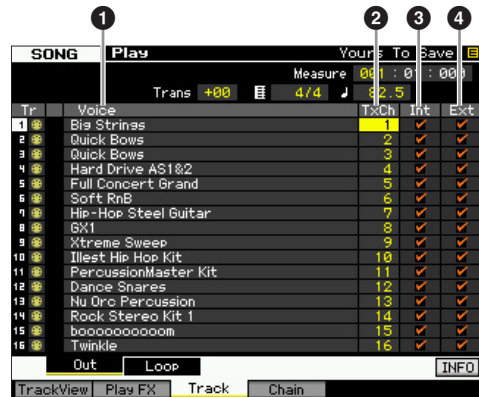 1 2 3 4
SONG Play Yours To Save E
Measure 001 : 01 : 000
Trans +00 4/4 ♩ 82.5
Tr Voice TxCh Int Ext
1 Big Strings 1 ✔ ✔
2 Quick Bows 2 ✔ ✔
3 Quick Bows 3 ✔ ✔
4 Hard Drive AS1&2 4 ✔ ✔
5 Full Concert Grand 5 ✔ ✔
6 Soft RnB 6 ✔ ✔
7 Hip-Hop Steel Guitar 7 ✔ ✔
8 GX1 8 ✔ ✔
9 Xtreme Sweep 9 ✔ ✔
10 Illest Hip Hop Kit 10 ✔ ✔
11 PercussionMaster Kit 11 ✔ ✔
12 Dance Snares 12 ✔ ✔
13 Nu Orc Percussion 13 ✔ ✔
14 Rock Stereo Kit 1 14 ✔ ✔
15 boooooooooom 15 ✔ ✔
16 Twinkle 16 ✔ ✔
Out Loop INFO
TrackView Play FX Track Chain